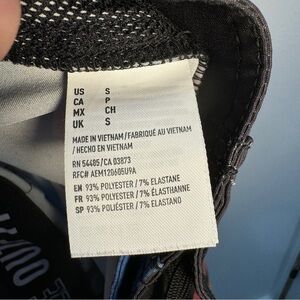 US S
CA P
MX CH
UK S
MADE IN VIETNAM / FABRIQUÉ AU VIETNAM
/ HECHO EN VIETNAM
RN 54485/CA 03873
RFC# AEM120605U9A
EN 93% POLYESTER / 7% ELASTANE
FR 93% POLYESTER / 7% ÉLASTHANNE
SP 93% POLIÉSTER / 7% ELASTANO